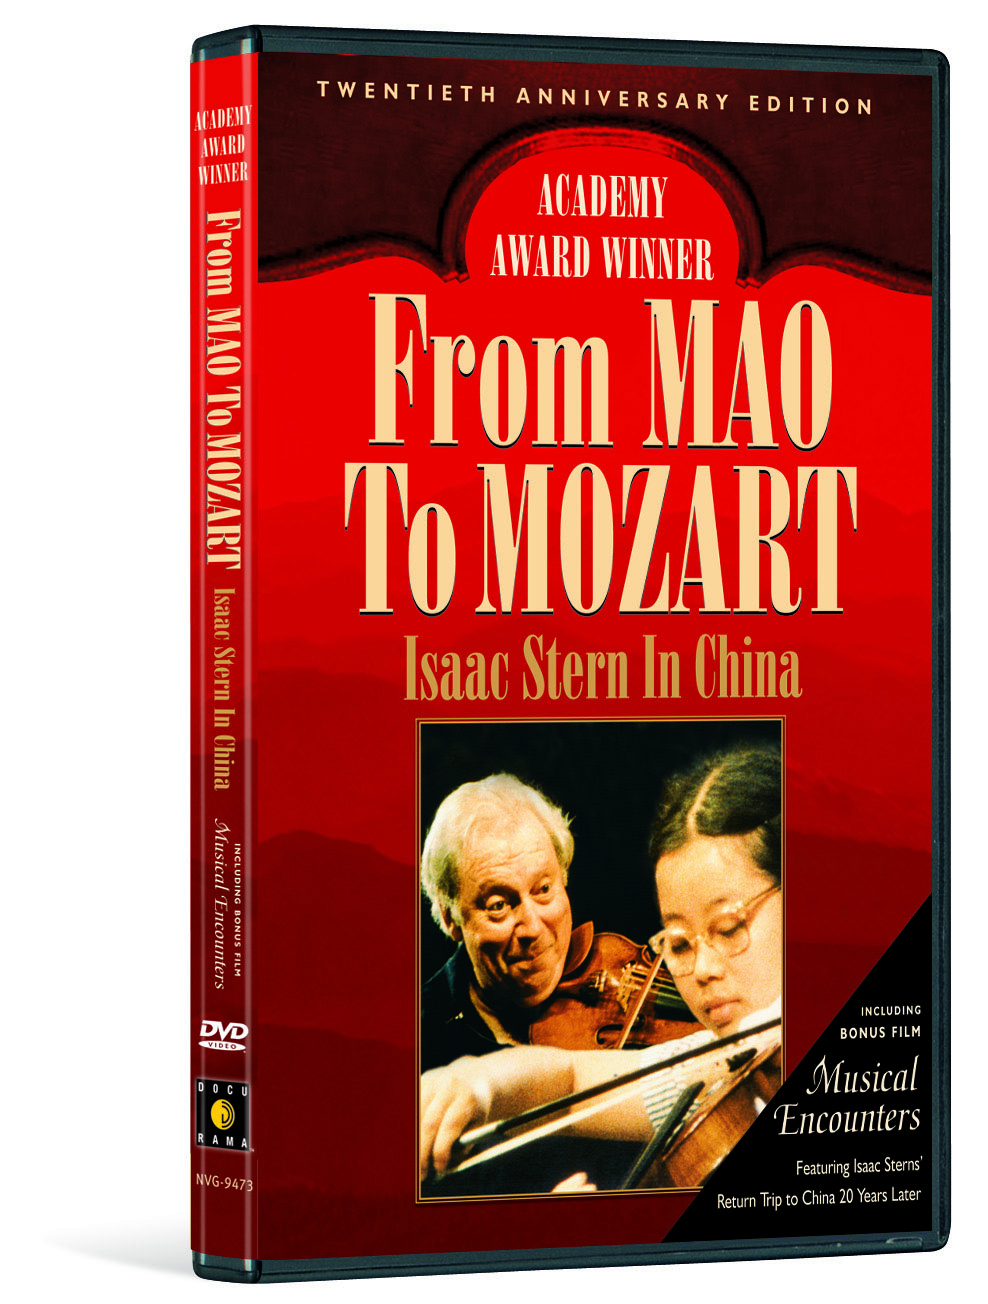 TWENTIETH ANNIVERSARY EDITION
ACADEMY
AWARD WINNER
From MAO
To MOZART
Isaac Stern In China
INCLUDING
BONUS FILM
Musical
Encounters
Featuring Isaac Sterns'
Return Trip to China 20 Years Later
ACADEMY
AWARD
WINNER
From MAO To MOZART
Isaac Stern In China
INCLUDING BONUS FILM
Musical Encounters
DVD
VIDEO
DOCU
RAMA
NVG-9473